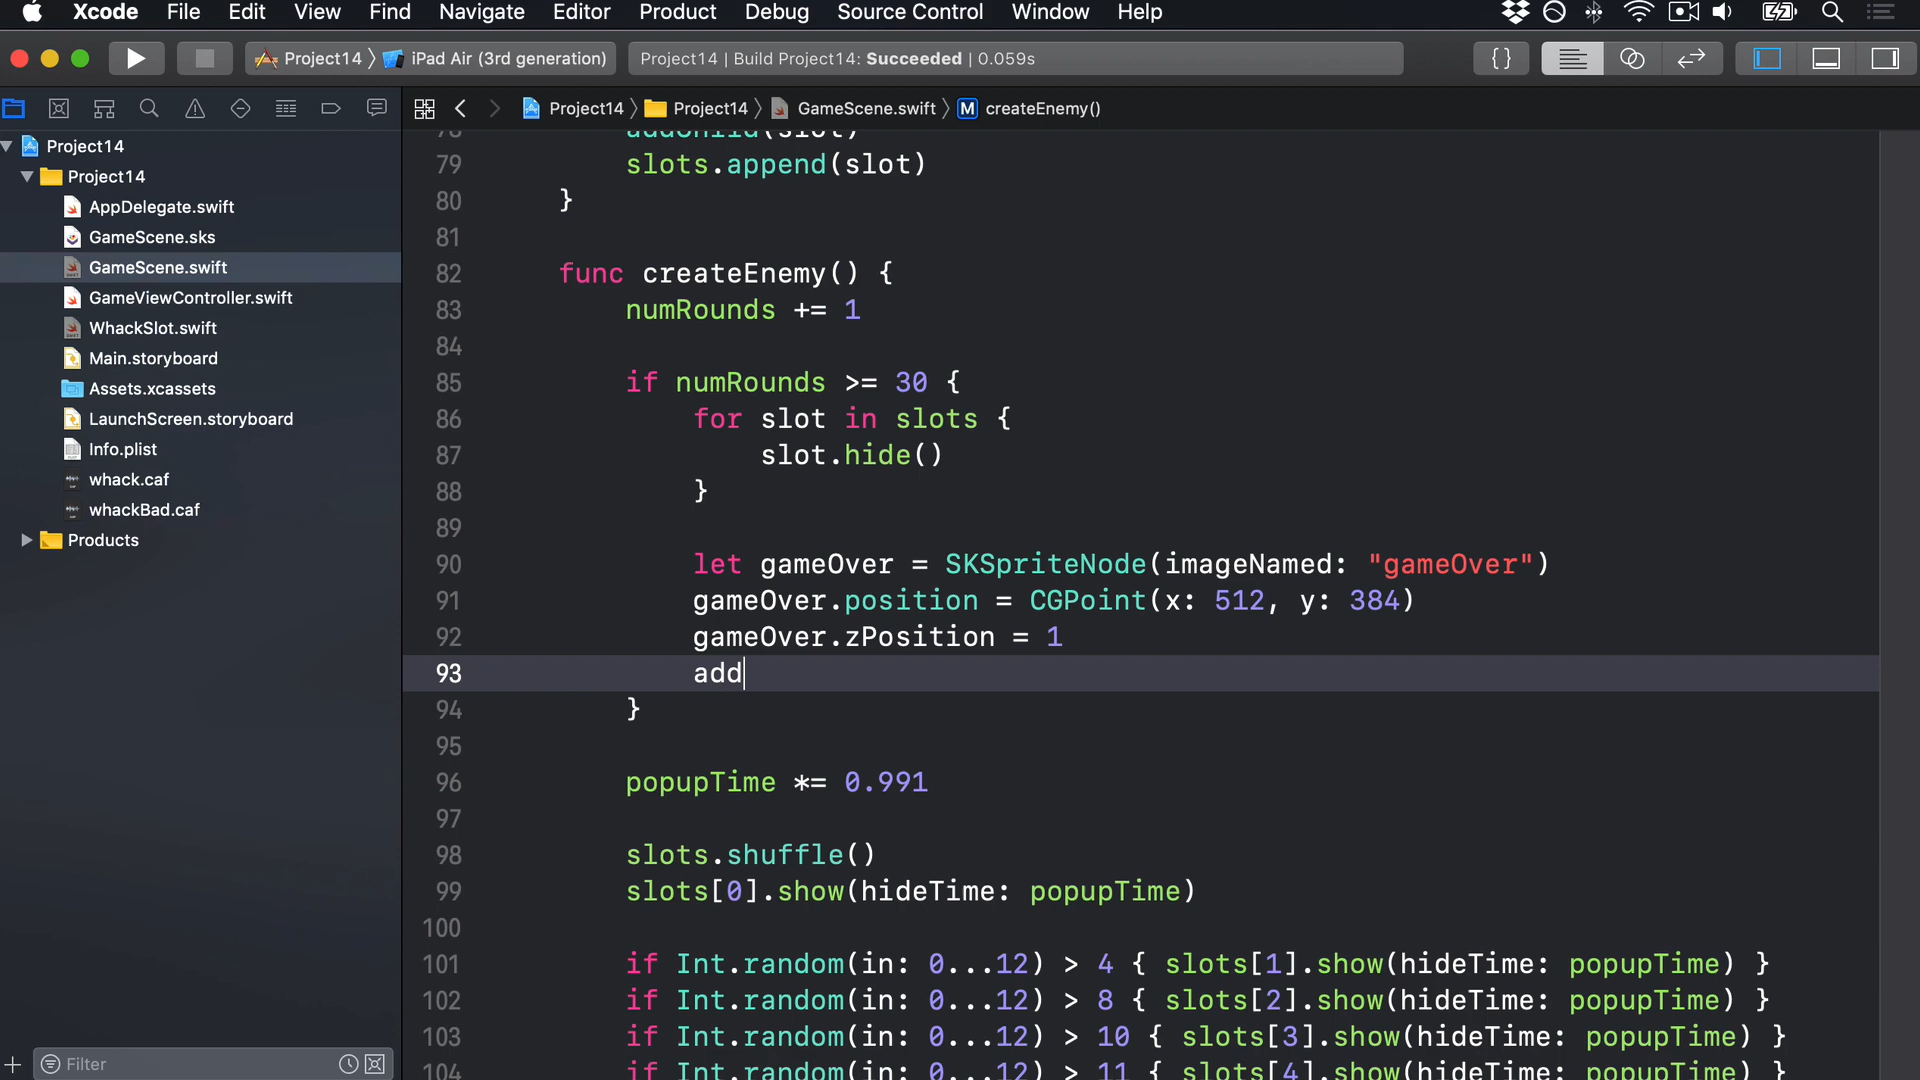 Xcode File Edit View Find Navigate Editor Product Debug Source Control Window Help
Project14 iPad Air (3rd generation) Project14 | Build Project14: Succeeded | 0.059s
Project14 Project14 GameScene.swift M createEnemy()
Project14
Project14
AppDelegate.swift
GameScene.sks
GameScene.swift
GameViewController.swift
WhackSlot.swift
Main.storyboard
Assets.xcassets
LaunchScreen.storyboard
Info.plist
whack.caf
whackBad.caf
Products
Filter
78 addChild(slot)
79 slots.append(slot)
80 }
81
82 func createEnemy() {
83 numRounds += 1
84
85 if numRounds >= 30 {
86 for slot in slots {
87 slot.hide()
88 }
89
90 let gameOver = SKSpriteNode(imageNamed: "gameOver")
91 gameOver.position = CGPoint(x: 512, y: 384)
92 gameOver.zPosition = 1
93 add
94 }
95
96 popupTime *= 0.991
97
98 slots.shuffle()
99 slots[0].show(hideTime: popupTime)
100
101 if Int.random(in: 0...12) > 4 { slots[1].show(hideTime: popupTime) }
102 if Int.random(in: 0...12) > 8 { slots[2].show(hideTime: popupTime) }
103 if Int.random(in: 0...12) > 10 { slots[3].show(hideTime: popupTime) }
104 if Int.random(in: 0...12) > 11 { slots[4].show(hideTime: popupTime) }